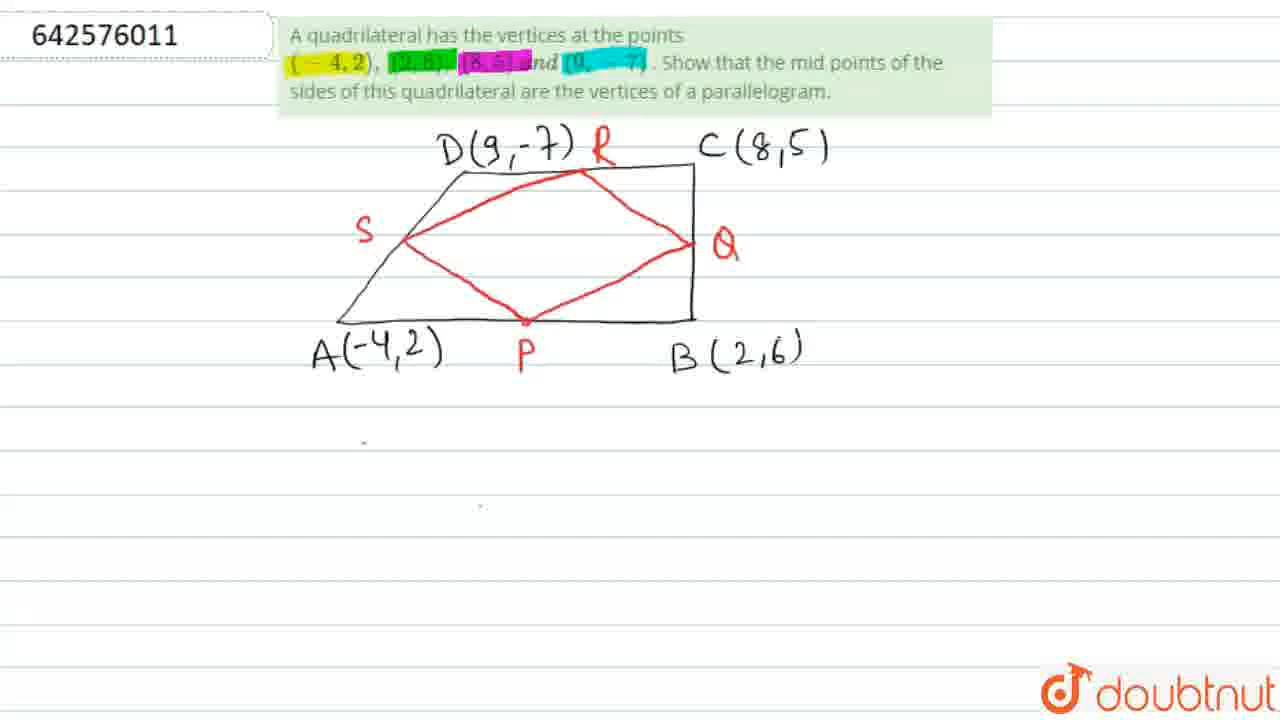 642576011
A quadrilateral has the vertices at the points
(− 4, 2), (2, 6), (8, 5) and (9, − 7) . Show that the mid points of the
sides of this quadrilateral are the vertices of a parallelogram.
D(9,-7) R C(8,5)
S Q
A(-4,2) P B(2,6)
doubtnut